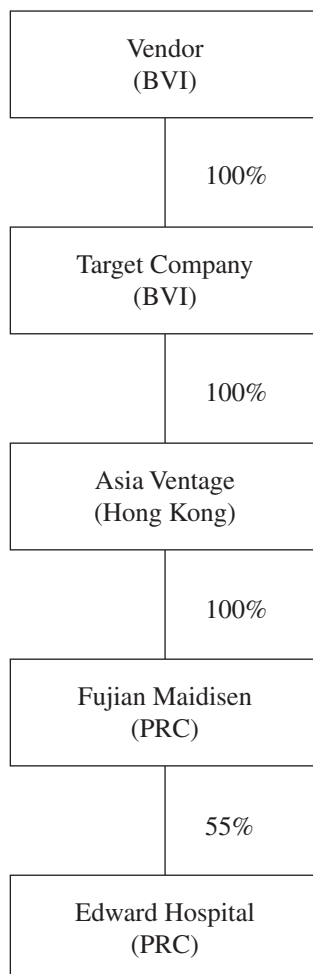 Vendor
(BVI)
100%
Target Company
(BVI)
100%
Asia Ventage
(Hong Kong)
100%
Fujian Maidisen
(PRC)
55%
Edward Hospital
(PRC)